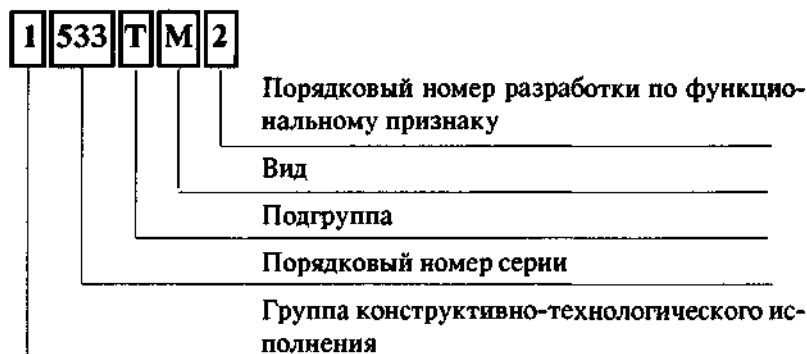 1 533 Т М 2
Порядковый номер разработки по функцио-
нальному признаку
Вид
Подгруппа
Порядковый номер серии
Группа конструктивно-технологического ис-
полнения